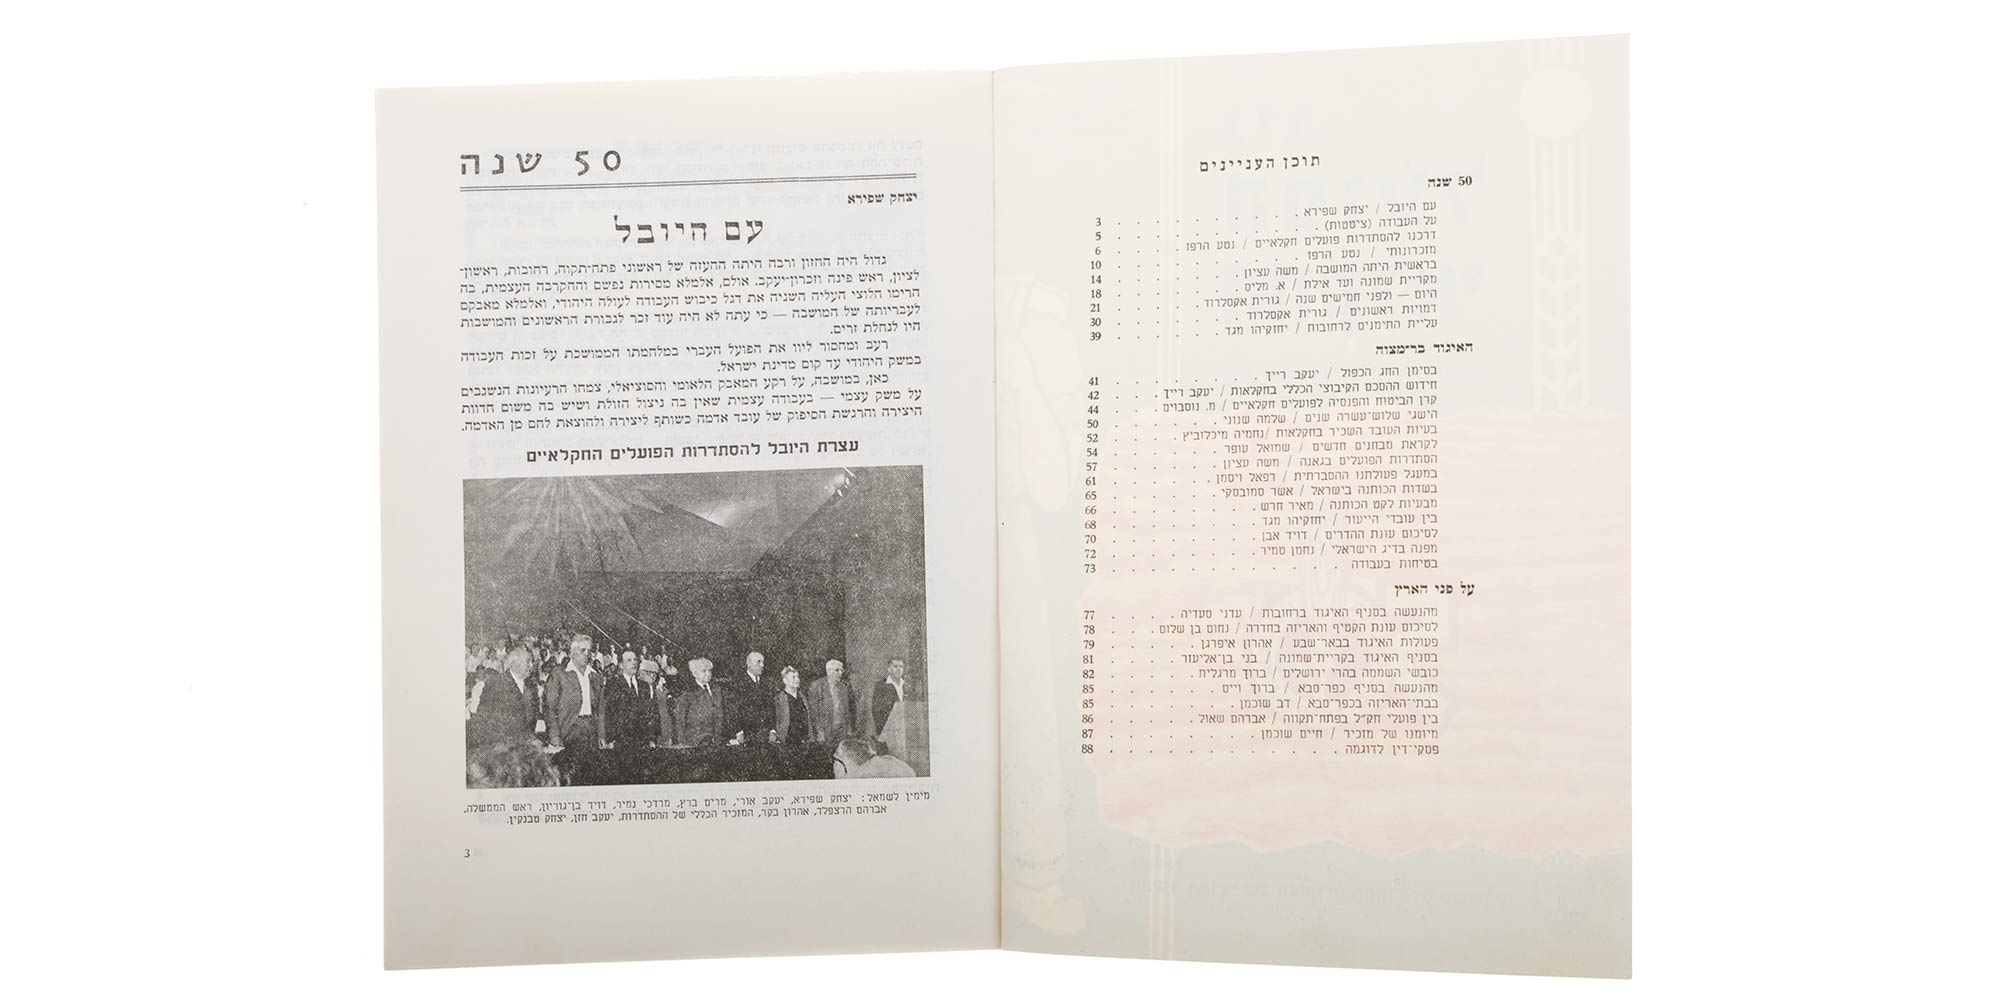 תוכן העניינים
50 שנה
עם היובל / יצחק שפירא . . . . . . . . . . 3
על העבודה (ציטטות) . . . . . . . . . . . 5
דרכנו להסתדרות פועלים חקלאיים / נטע הרפז . . . . 6
מזכרונותי / נטע הרפז . . . . . . . . . . 10
בראשית היתה המושבה / משה עציון . . . . . . . 14
מקריית שמונה ועד אילת / א. מליס . . . . . . . 18
היום — ולפני חמישים שנה / גורית אקסלרוד . . . . . 21
דמויות ראשונים / גורית אקסלרוד . . . . . . . 30
עליית התימנים לרחובות / יחזקיהו מגד . . . . . . 39
האיגוד בר־מצוה
בסימן החג הכפול / יעקב רייך . . . . . . . . 41
חידוש ההסכם הקיבוצי הכללי בחקלאות / יעקב רייך . . . 42
קרן הביטוח והפנסיה לפועלים חקלאיים / מ. נוסבוים . . . 44
הישגי שלוש־עשרה שנים / שלמה שנוני . . . . . . 50
בעיות העובד השכיר בחקלאות /נחמיה מיכלוביץ . . . . 52
לקראת מבחנים חדשים / שמואל עופר . . . . . . 54
הסתדרות הפועלים בגאנה / משה עציון . . . . . . 57
במעגל פעולתנו ההסברתית / רפאל ויסמן . . . . . . 61
בשדות הכותנה בישראל / אשר סמובסקי . . . . . . 65
מבעיות לקט הכותנה / מאיר חרש . . . . . . . . 66
בין עובדי הייעור / יחזקיהו מגד . . . . . . . . 68
לסיכום עונת ההדרים / דויד אבן . . . . . . . . 70
מפנה בדיג הישראלי / נחמן טמיר . . . . . . . . 72
בטיחות בעבודה . . . . . . . . . . . . 73
על פני הארץ
מהנעשה בסניף האיגוד ברחובות / עדני סעדיה . . . . 77
לסיכום עונת הקטיף והאריזה בחדרה / נחום בן שלום . . . 78
פעולות האיגוד בבאר־שבע / אהרון איפרגן . . . . . 79
בסניף האיגוד בקריית־שמונה / בני בן־אליעזר . . . . 81
כובשי השממה בהרי ירושלים / ברוך מרגלית . . . . . 82
מהנעשה בסניף כפר־סבא / ברוך וייס . . . . . . 85
בבתי־האריזה בכפר־סבא / דב שוכמן . . . . . . . 85
בין פועלי חק״ל בפתח־תקווה / אברהם שאול . . . . . 86
מיומנו של מזכיר / חיים שוכמן . . . . . . . . 87
פסקי־דין לדוגמה . . . . . . . . . . . 88
50 שנה
יצחק שפירא
עם היובל
גדול היה החזון ורבה היתה ההעזה של ראשוני פתח־תקוה, רחובות, ראשון־
לציון, ראש פינה וזכרון־יעקב. אולם, אלמלא מסירות נפשם וההקרבה העצמית, בה
הרימו חלוצי העליה השניה את דגל כיבוש העבודה לעולה היהודי, ואלמלא מאבקם
לעבריותה של המושבה — כי עתה לא היה עוד זכר לגבורת הראשונים והמושבות
היו לנחלת זרים.
רעב ומחסור ליוו את הפועל העברי במלחמתו הממושכת על זכות העבודה
במשק היהודי עד קום מדינת ישראל.
כאן, במושבה, על רקע המאבק הלאומי והסוציאלי, צמחו הרעיונות הנשגבים
על משק עצמי — בעבודה עצמית שאין בה ניצול הזולת ושיש בה משום חדוות
היצירה והרגשת הסיפוק של עובד אדמה כשותף ליצירה ולהוצאת לחם מן האדמה.
עצרת היובל להסתדרות הפועלים החקלאיים
מימין לשמאל: יצחק שפירא, יעקב אורי, מרים ברץ, מרדכי נמיר, דויד בן־גוריון, ראש הממשלה,
אברהם הרצפלד, אהרון בקר, המזכיר הכללי של ההסתדרות, יעקב חזן, יצחק טבנקין.
3